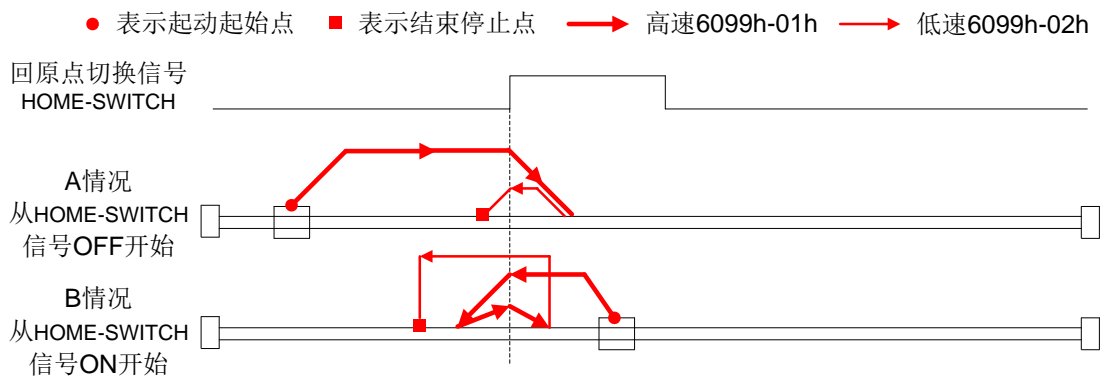 表示起动起始点 表示结束停止点 高速6099h-01h 低速6099h-02h
回原点切换信号
HOME-SWITCH
A情况
从HOME-SWITCH
信号OFF开始
B情况
从HOME-SWITCH
信号ON开始